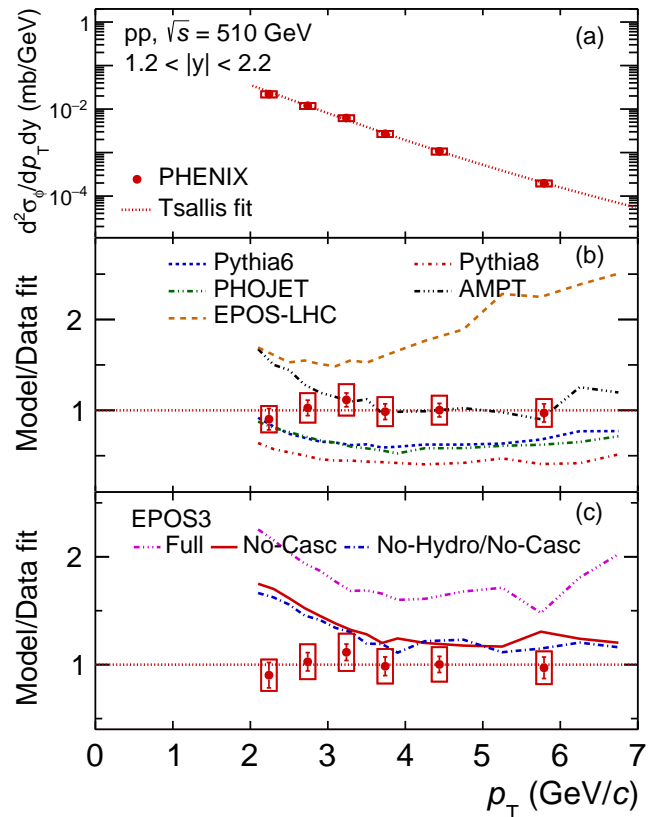 pp, √s = 510 GeV
(a)
1.2 < |y| < 2.2
d²σ_ϕ/dp_T dy (mb/GeV)
1
10⁻²
10⁻⁴
PHENIX
Tsallis fit
(b)
Pythia6 Pythia8
PHOJET AMPT
EPOS-LHC
Model/Data fit
2
1
(c)
EPOS3
Full No-Casc No-Hydro/No-Casc
Model/Data fit
2
1
0 1 2 3 4 5 6 7
p_T (GeV/c)